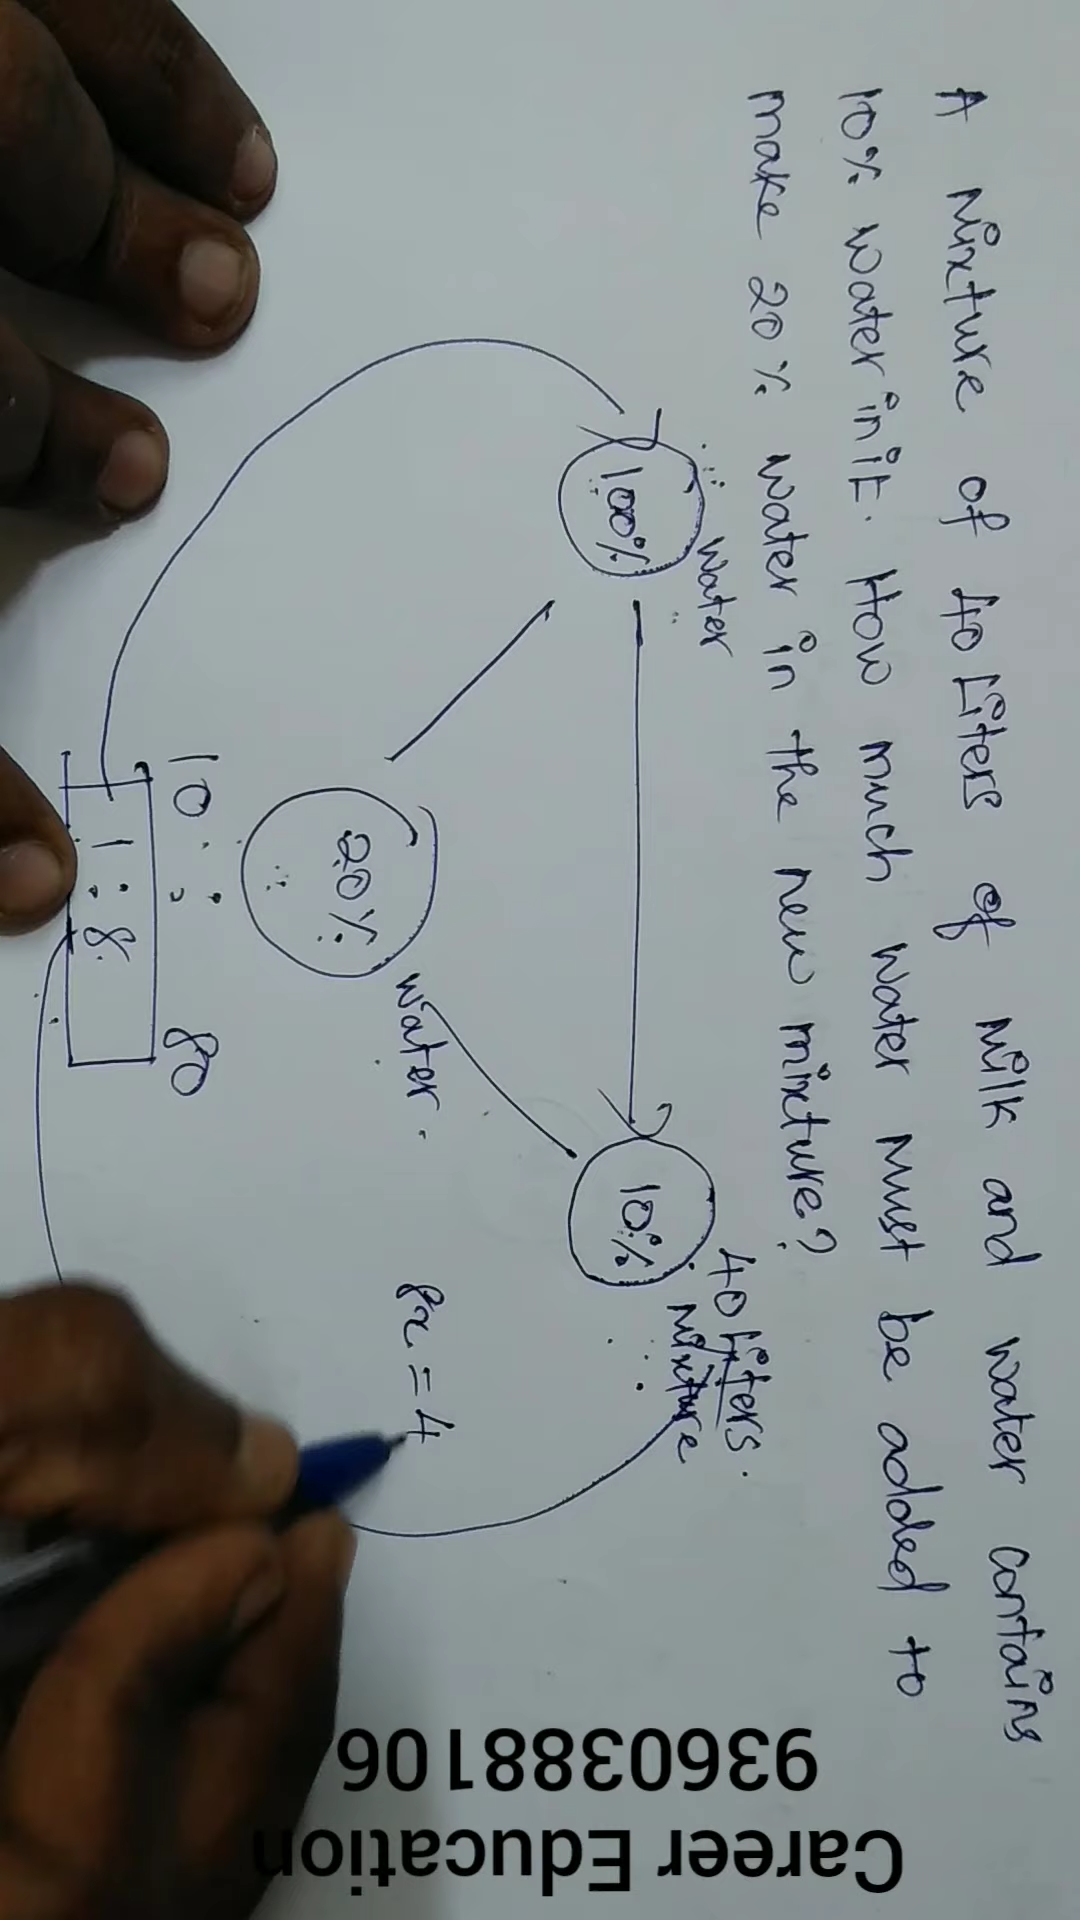 A Mixture of 40 Liters of Milk and water contains
10% water in it. How much water must be added to
make 20% water in the new mixture?
Water
100%
40 Liters.
Mixture
10%
20%
Water.
10 : 80
1 : 8
8x = 4
Career Education
9360388106